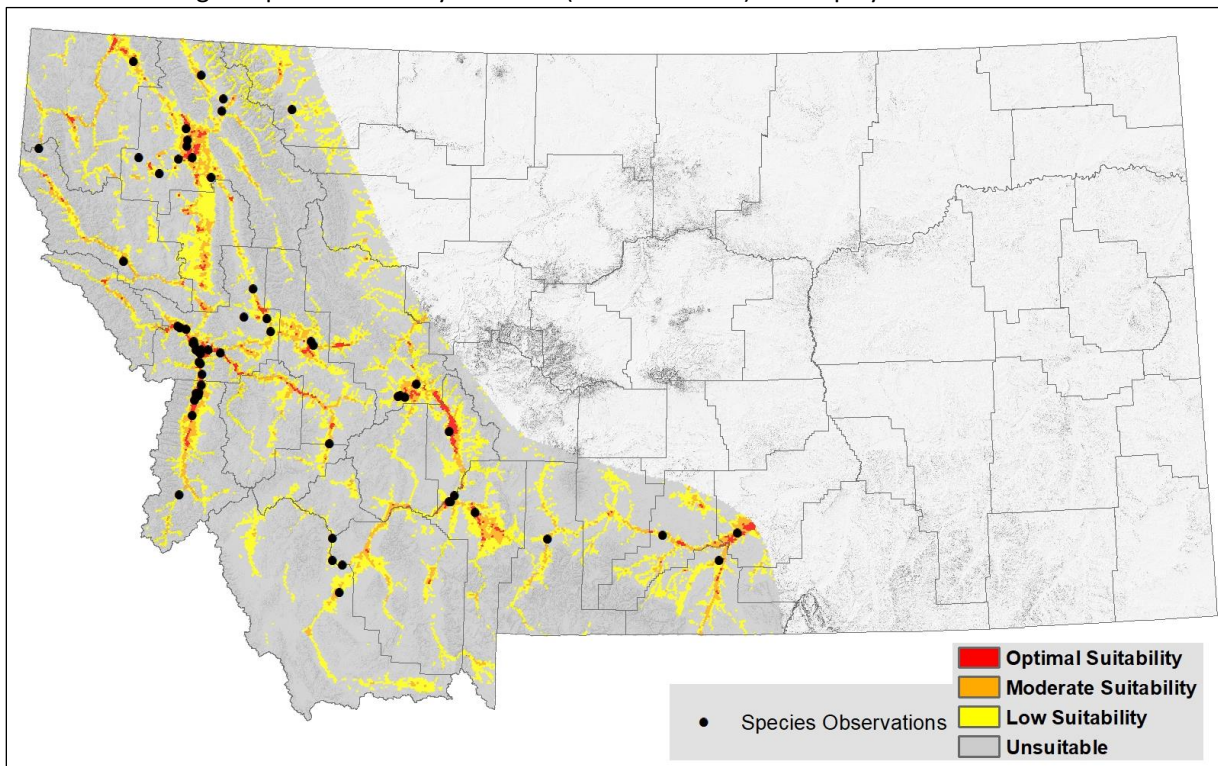 Optimal Suitability
Moderate Suitability
Species Observations
Low Suitability
Unsuitable